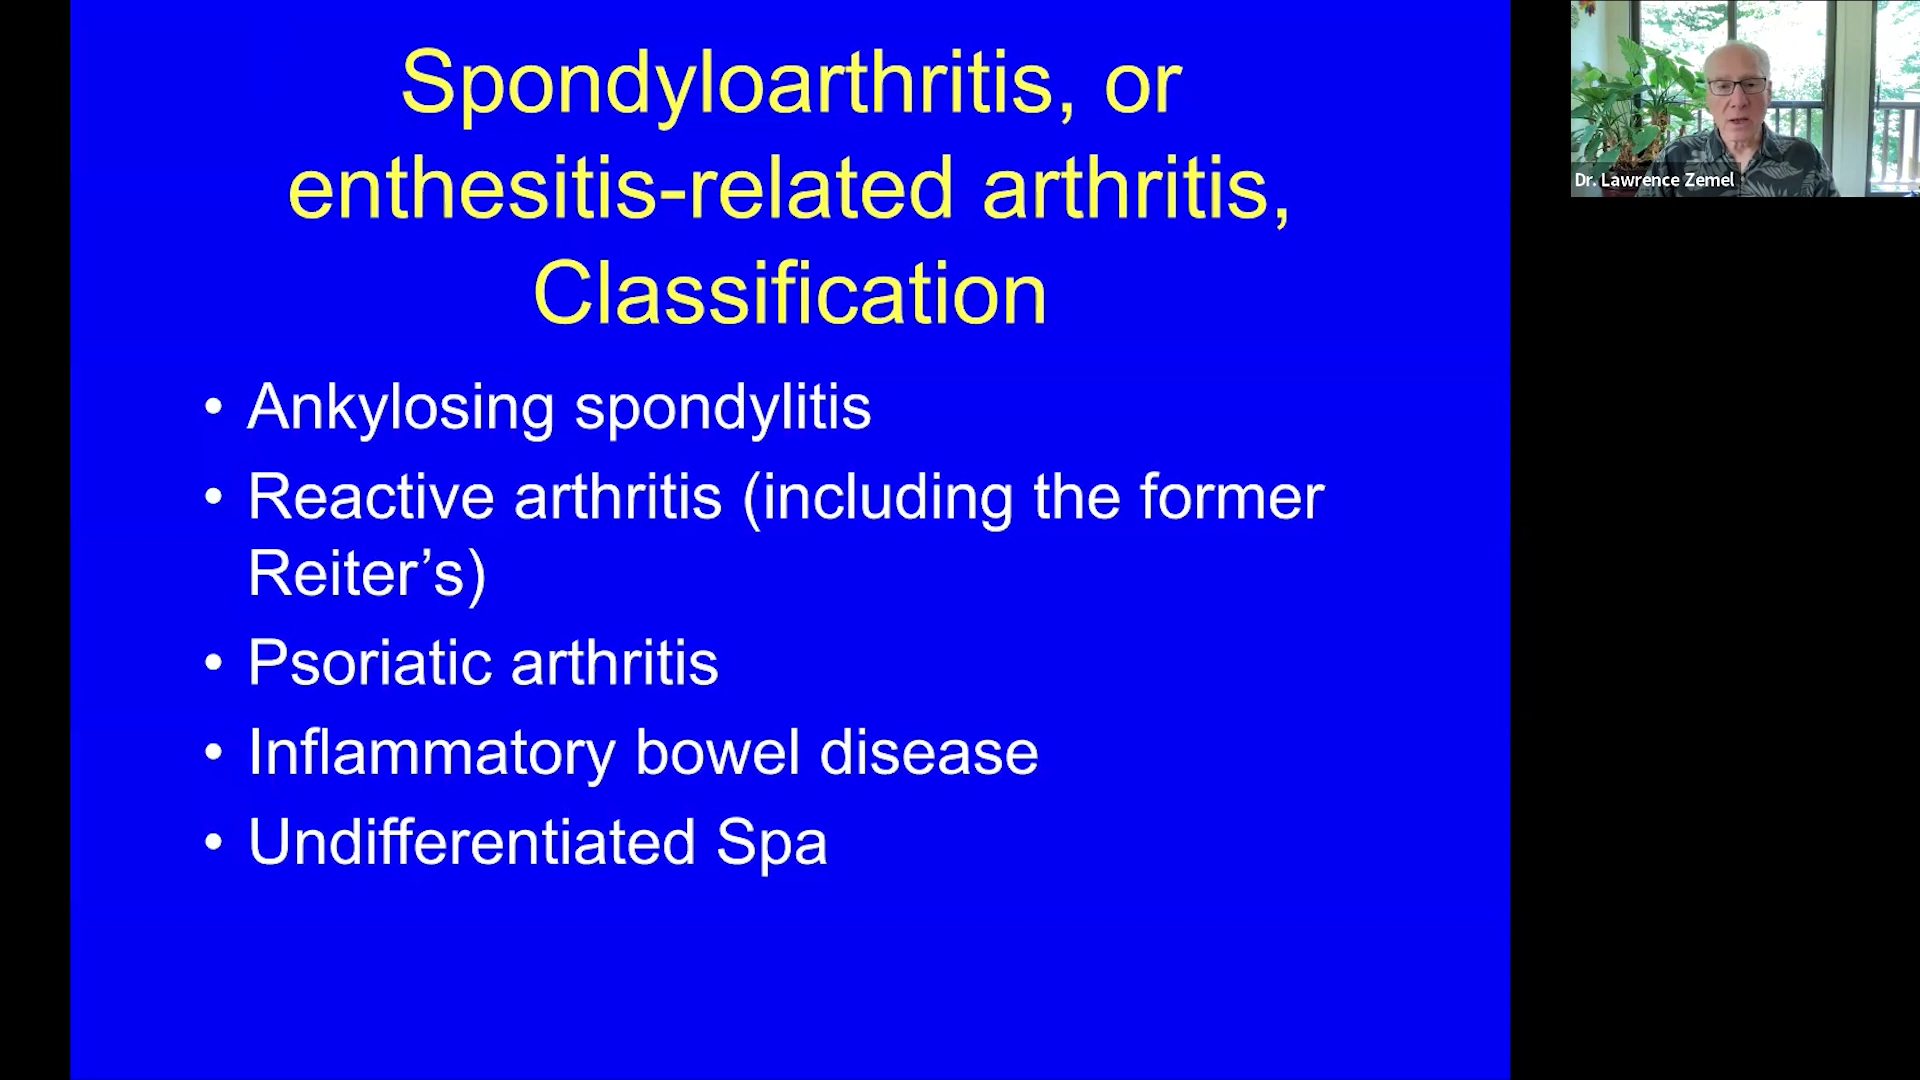 Spondyloarthritis, or
enthesitis-related arthritis,
Classification
• Ankylosing spondylitis
• Reactive arthritis (including the former
Reiter’s)
• Psoriatic arthritis
• Inflammatory bowel disease
• Undifferentiated Spa
Dr. Lawrence Zemel